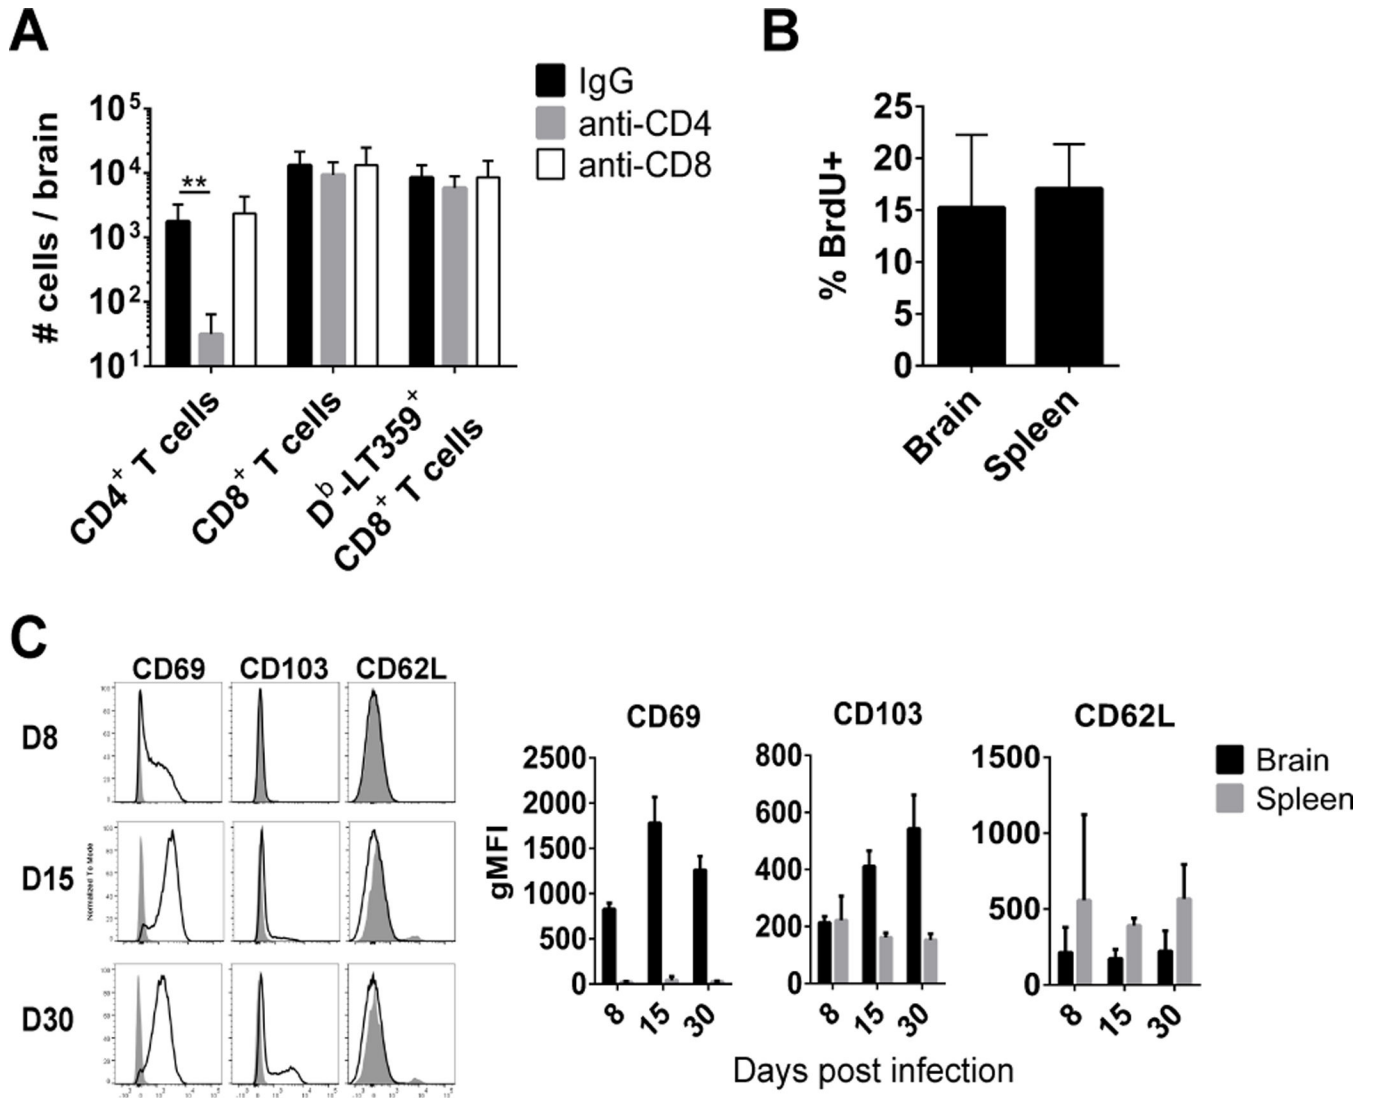 A
B
IgG
anti-CD4
anti-CD8
# cells / brain
10^5
10^4
10^3
10^2
10^1
**
CD4+ T cells
CD8+ T cells
D^b-LT359+
CD8+ T cells
% BrdU+
25
20
15
10
5
0
Brain
Spleen
C
CD69 CD103 CD62L
D8
D15
D30
Normalized To Mode
CD69
gMFI
2500
2000
1500
1000
500
0
8 15 30
CD103
800
600
400
200
0
8 15 30
CD62L
1500
1000
500
0
8 15 30
Brain
Spleen
Days post infection